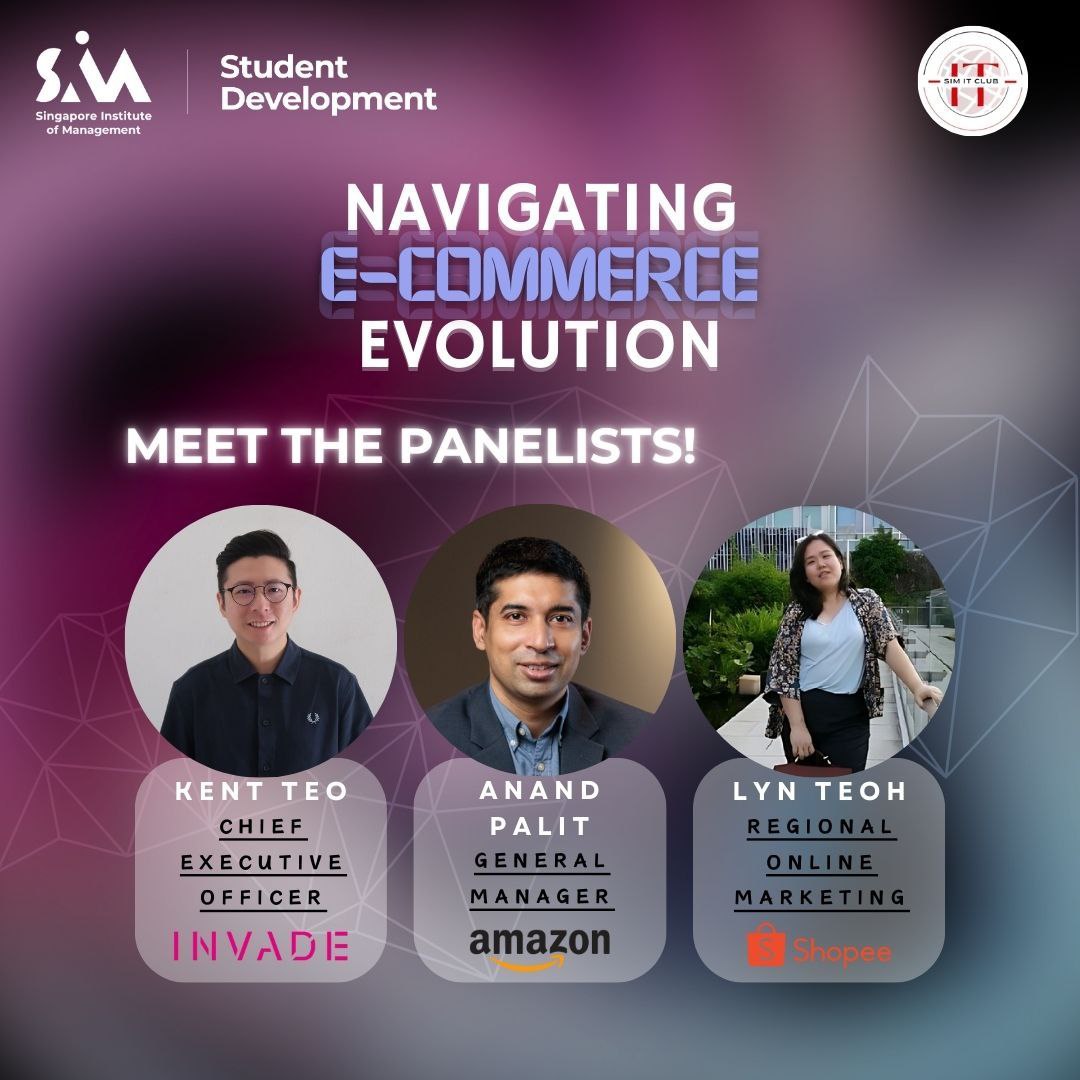 SiM
Singapore Institute
of Management
Student
Development
IT
SIM IT CLUB
NAVIGATING
E-COMMERCE
EVOLUTION
MEET THE PANELISTS!
KENT TEO
CHIEF
EXECUTIVE
OFFICER
INVADE
ANAND
PALIT
GENERAL
MANAGER
amazon
LYN TEOH
REGIONAL
ONLINE
MARKETING
S Shopee